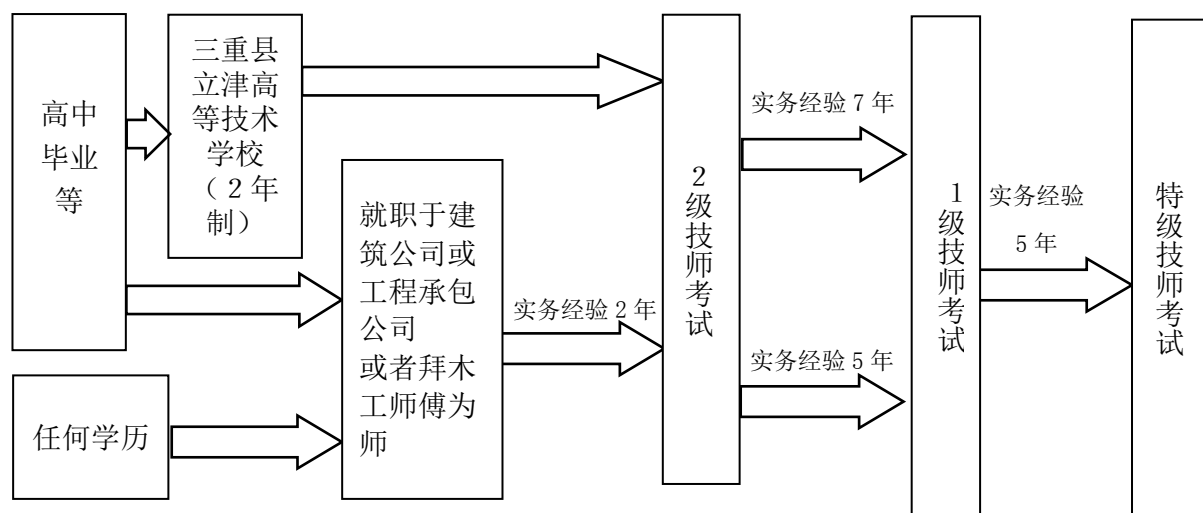 高中
毕业
等
三重县
立津高
等技术
学校
（2年
制）
就职于建
筑公司或
工程承包
公司
或者拜木
工师傅为
师
任何学历
实务经验 2 年
2级技师考试
实务经验 7 年
实务经验 5 年
1级技师考试
实务经验
5 年
特级技师考试